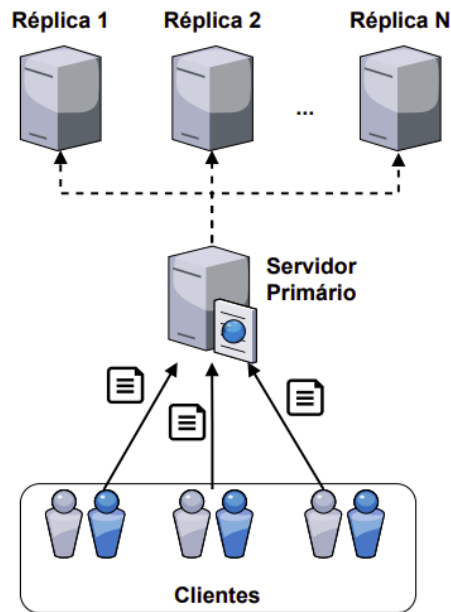 Réplica 1
Réplica 2
Réplica N
...
Servidor
Primário
Clientes